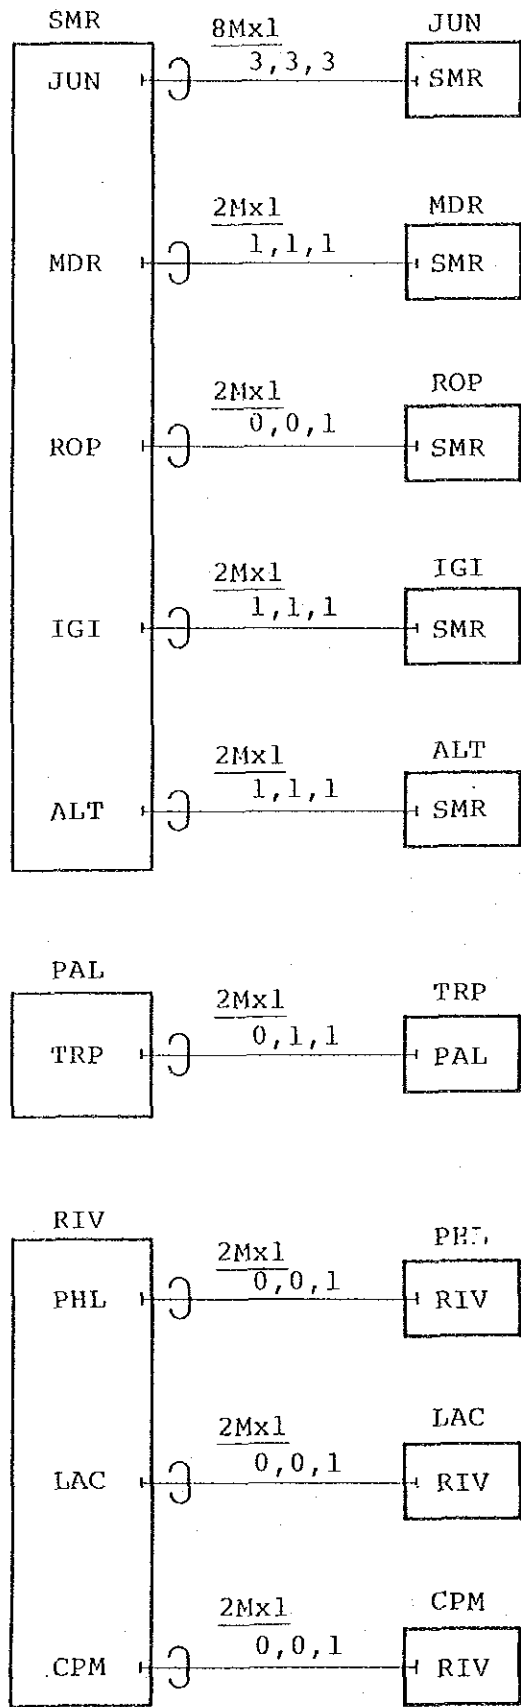 SMR
8Mx1
JUN
JUN
3,3,3
SMR
2Mx1
MDR
MDR
1,1,1
SMR
2Mx1
ROP
ROP
0,0,1
SMR
2Mx1
IGI
IGI
1,1,1
SMR
2Mx1
ALT
ALT
1,1,1
SMR
PAL
2Mx1
TRP
TRP
0,1,1
PAL
RIV
2Mx1
PHL
PHL
0,0,1
RIV
2Mx1
LAC
LAC
0,0,1
RIV
2Mx1
CPM
CPM
0,0,1
RIV